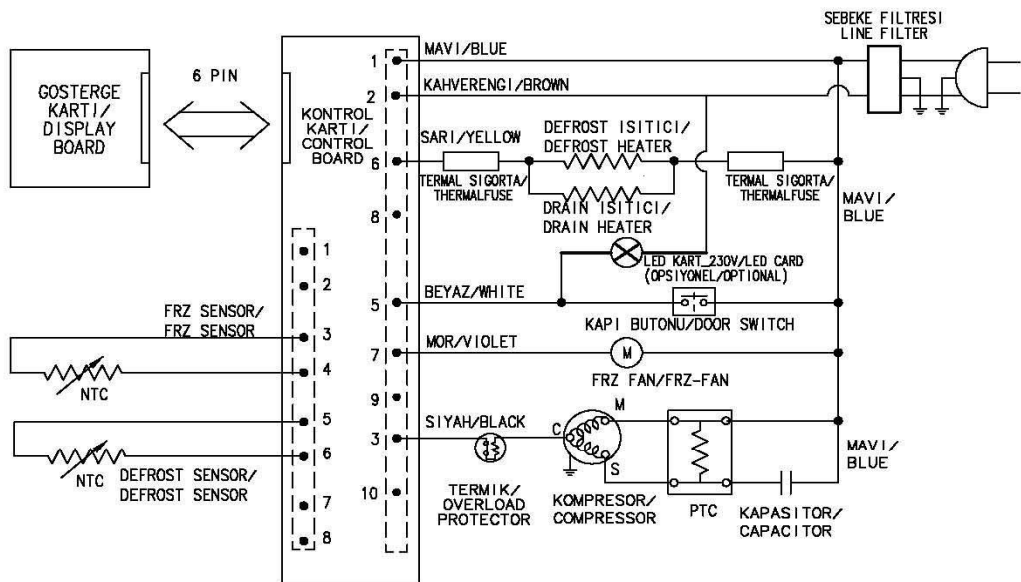 SEBEKE FILTRESI
LINE FILTER
GOSTERGE
KARTI/
DISPLAY
BOARD
6 PIN
KONTROL
KARTI/
CONTROL
BOARD
1
MAVI/BLUE
2
KAHVERENGI/BROWN
6
SARI/YELLOW
TERMAL SIGORTA/
THERMALFUSE
DEFROST ISITICI/
DEFROST HEATER
DRAIN ISITICI/
DRAIN HEATER
TERMAL SIGORTA/
THERMALFUSE
MAVI/
BLUE
8
LED KART_230V/LED CARD
(OPSIYONEL/OPTIONAL)
5
BEYAZ/WHITE
KAPI BUTONU/DOOR SWITCH
7
MOR/VIOLET
M
FRZ FAN/FRZ-FAN
9
3
SIYAH/BLACK
TERMIK/
OVERLOAD
PROTECTOR
C
M
S
KOMPRESOR/
COMPRESSOR
PTC
KAPASITOR/
CAPACITOR
MAVI/
BLUE
10
1
2
FRZ SENSOR/
FRZ SENSOR
3
4
NTC
5
6
NTC
DEFROST SENSOR/
DEFROST SENSOR
7
8